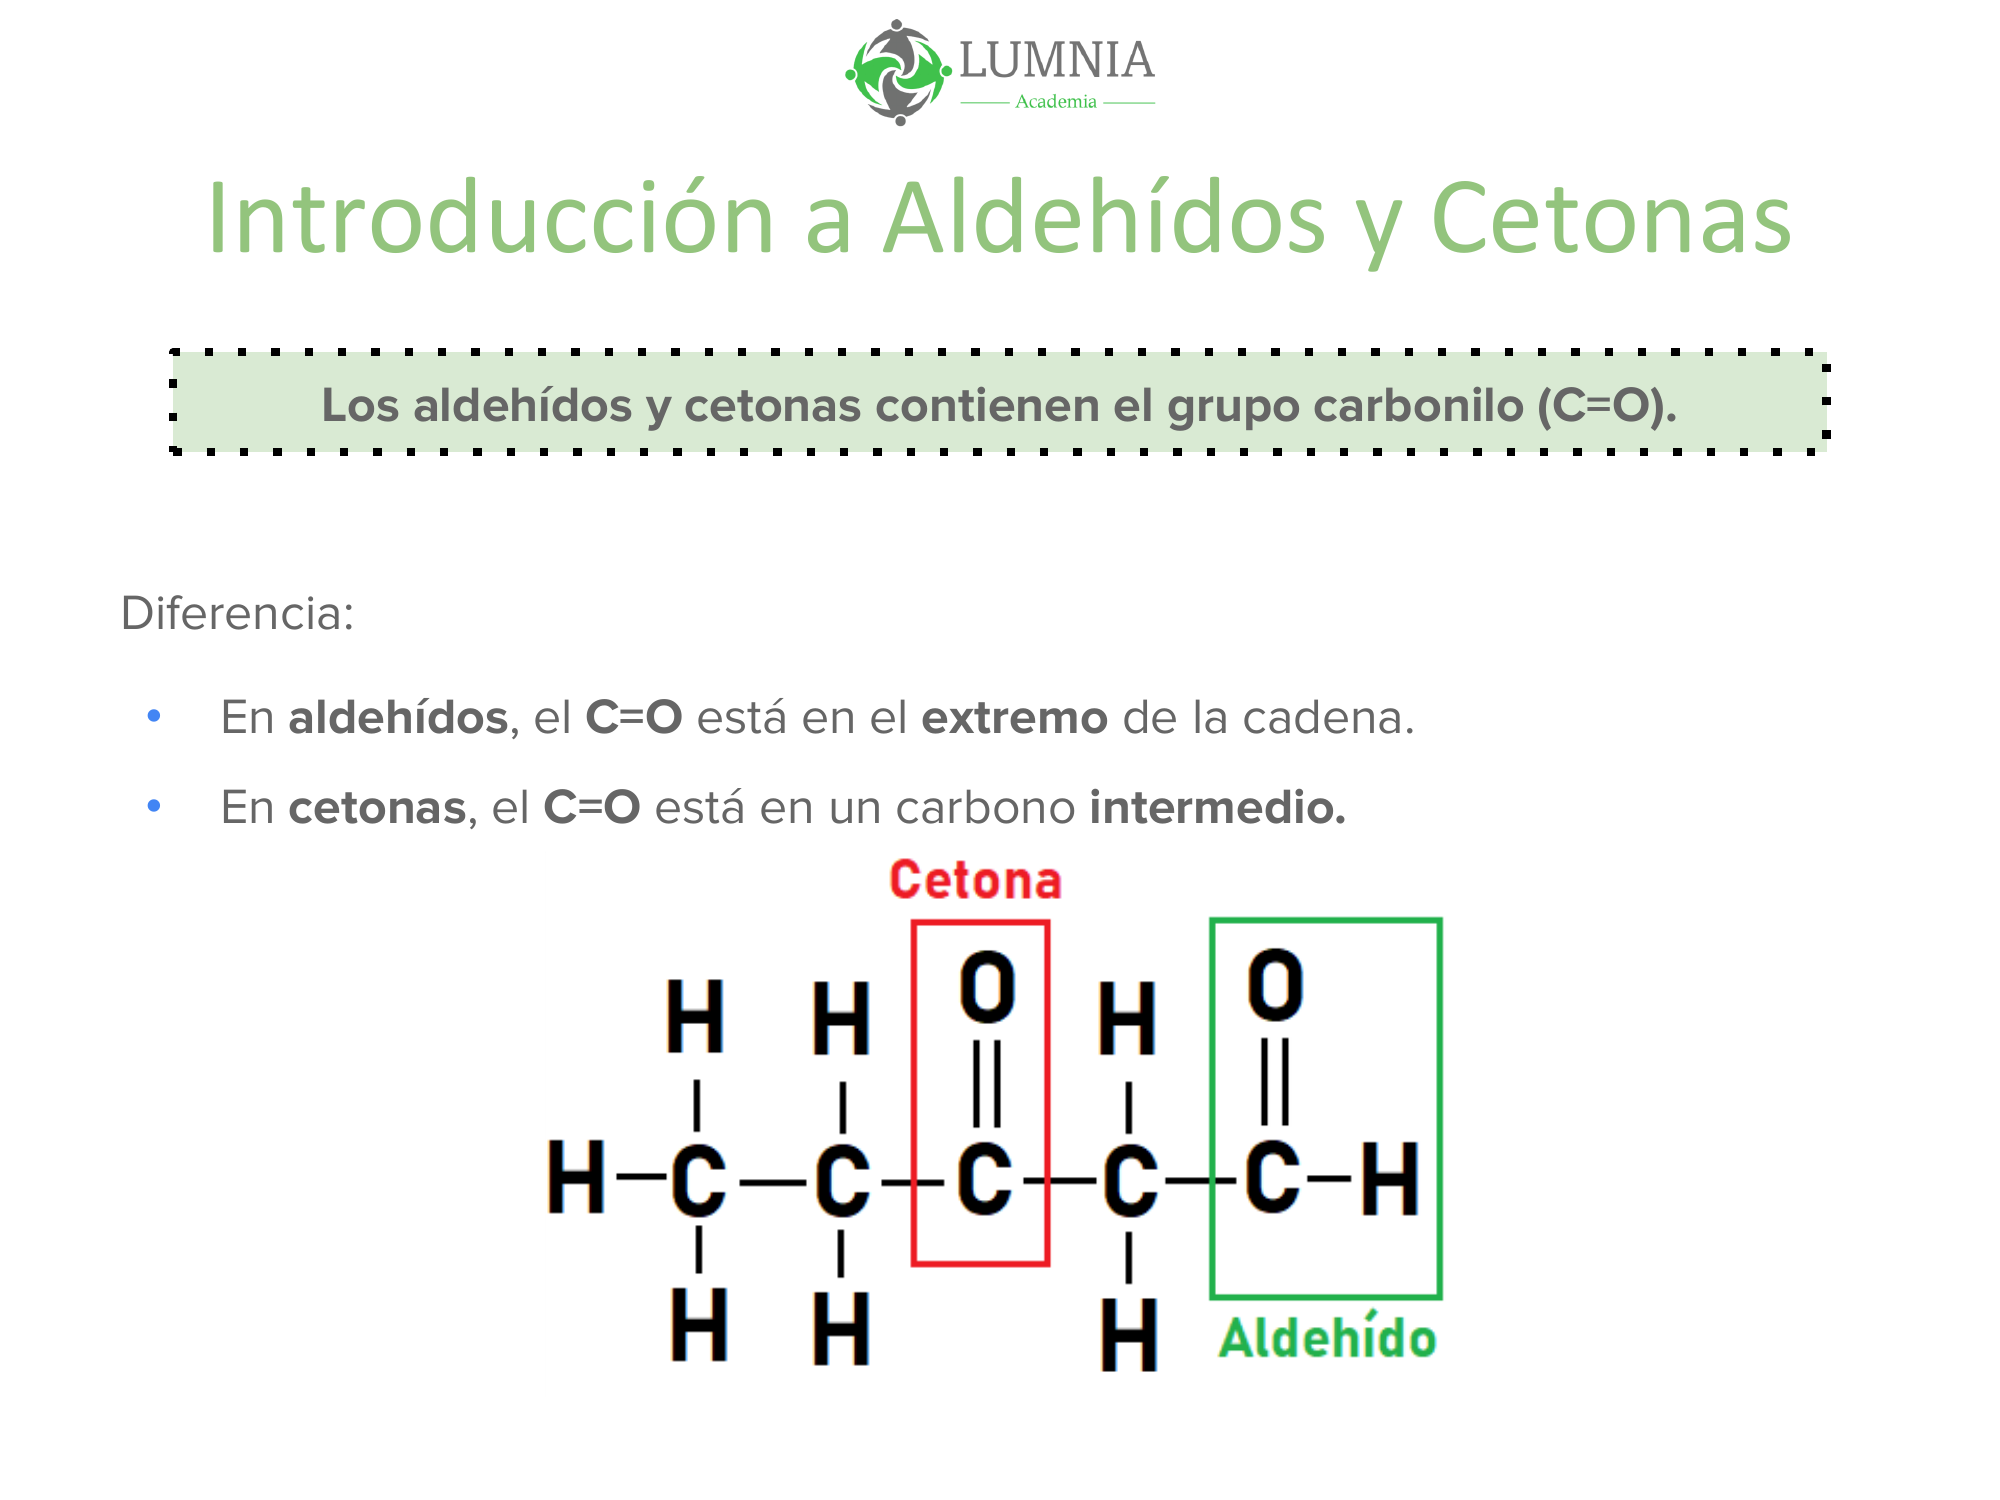 LUMNIA
Academia
Introducción a Aldehídos y Cetonas
Los aldehídos y cetonas contienen el grupo carbonilo (C=O).
Diferencia:
• En aldehídos, el C=O está en el extremo de la cadena.
• En cetonas, el C=O está en un carbono intermedio.
Cetona
H H O H O
H C C C C C H
H H H
Aldehído